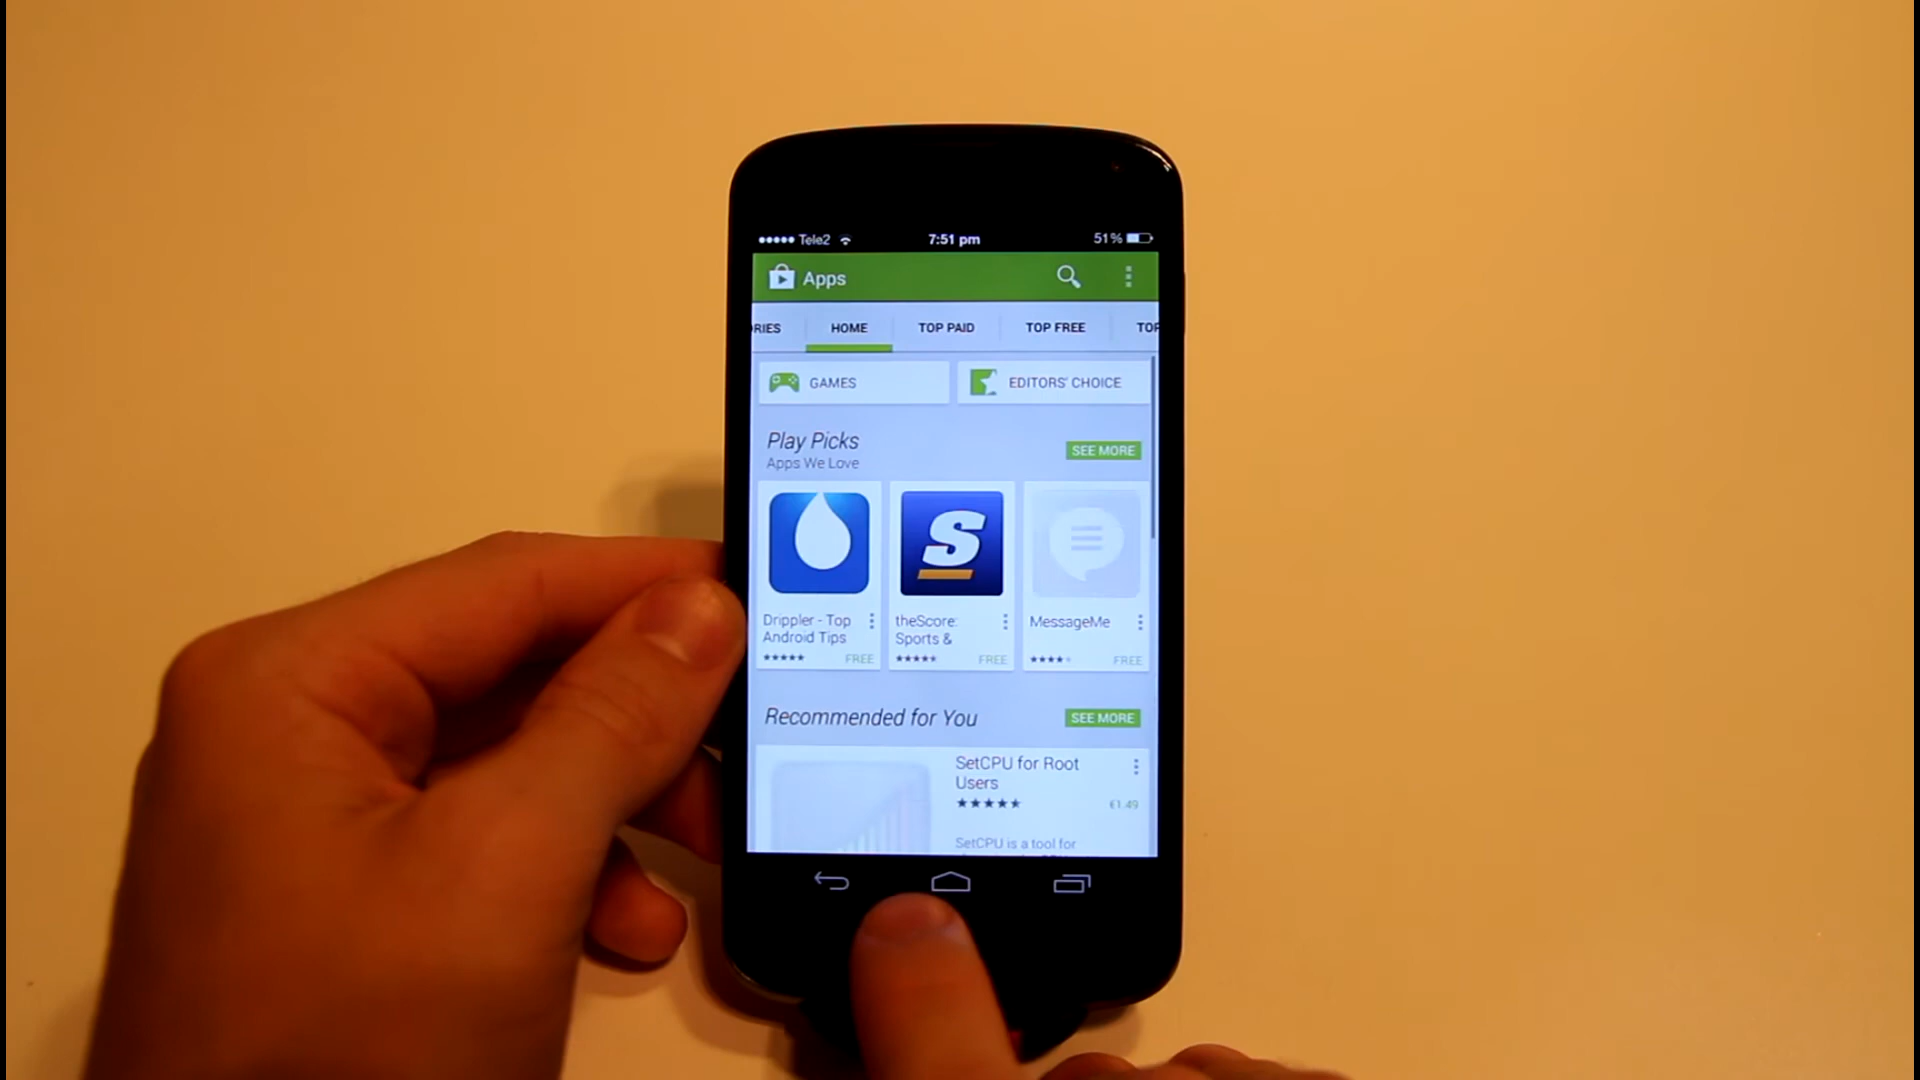 Tele2 7:51 pm 51%
Apps
RIES HOME TOP PAID TOP FREE TOP
GAMES EDITORS' CHOICE
Play Picks
SEE MORE
Apps We Love
S
Drippler - Top
Android Tips
FREE
theScore:
Sports &
FREE
MessageMe
FREE
Recommended for You
SEE MORE
SetCPU for Root
Users
€1.49
SetCPU is a tool for